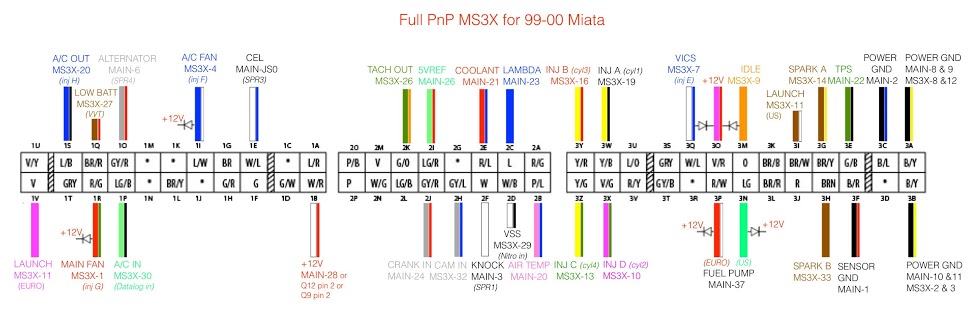 Full PnP MS3X for 99-00 Miata
A/C OUT
MS3X-20
(inj H)
ALTERNATOR
MAIN-6
(SPR4)
LOW BATT
MS3X-27
(VVT)
A/C FAN
MS3X-4
(inj F)
CEL
MAIN-JS0
(SPR3)
+12V
TACH OUT
MS3X-26
5VREF
MAIN-26
COOLANT
MAIN-21
LAMBDA
MAIN-23
INJ B (cyl3)
MS3X-16
INJ A (cyl1)
MS3X-19
VICS
MS3X-7
(inj E)
+12V
IDLE
MS3X-9
LAUNCH
MS3X-11
(US)
SPARK A
MS3X-14
TPS
MAIN-22
POWER
GND
MAIN-2
POWER GND
MAIN-8 & 9
MS3X-8 & 12
1U 1S 1Q 1O 1M 1K 1I 1G 1E 1C 1A
V/Y L/B BR/R GY/R * * L/W BR W/L * L/R
V GRY R/G LG/B * BR/Y * G/R G G/W W/R
1V 1T 1R 1P 1N 1L 1J 1H 1F 1D 1B
2O 2M 2K 2I 2G 2E 2C 2A
P/B V G/O LG/R * R/L L R/G
P W/G LG/B GY/R GY/L W W/B P/L
2P 2N 2L 2J 2H 2F 2D 2B
3Y 3W 3U 3S 3Q 3O 3M 3K 3I 3G 3E 3C 3A
Y/R Y/B R/O GY R/B W/R O BR/B R BR/Y G/B B/L B/Y
Y/G Y/L V/G GY/B * R/W LG BR/R R BRN B/R * B/Y
3Z 3X 3V 3T 3R 3P 3N 3L 3J 3H 3F 3D 3B
LAUNCH
MS3X-11
(EURO)
+12V
MAIN FAN
MS3X-1
(inj G)
A/C IN
MS3X-30
(Datalog in)
+12V
MAIN-28 or
Q12 pin 2 or
Q9 pin 2
CRANK IN
MAIN-24
CAM IN
MS3X-32
KNOCK
MAIN-3
(SPR1)
VSS
MS3X-29
(Nitro in)
AIR TEMP
MAIN-20
INJ C (cyl4)
MS3X-13
INJ D (cyl2)
MS3X-10
+12V
+12V
(EURO)
(US)
FUEL PUMP
MAIN-37
SPARK B
MS3X-33
SENSOR
GND
MAIN-1
POWER GND
MAIN-10 & 11
MS3X-2 & 3